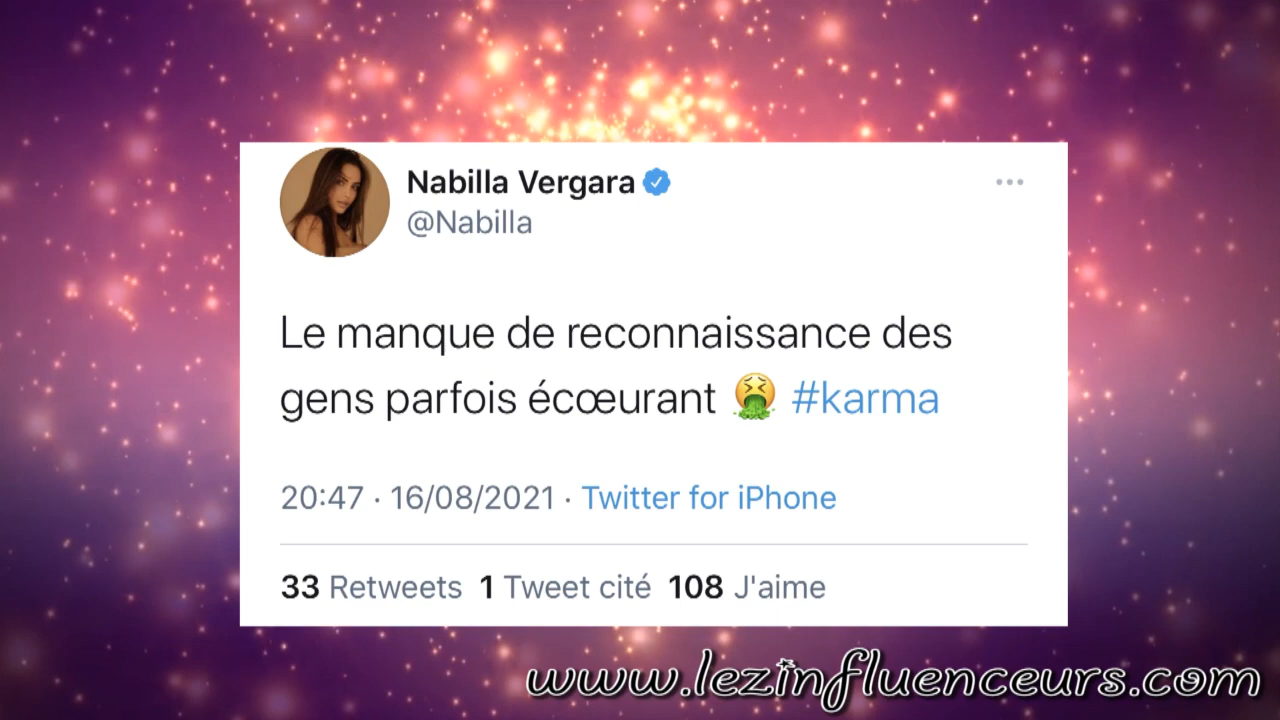 Nabilla Vergara
@Nabilla
Le manque de reconnaissance des
gens parfois écœurant 🤮 #karma
20:47 · 16/08/2021 · Twitter for iPhone
33 Retweets 1 Tweet cité 108 J'aime
www.lezinfluenceurs.com